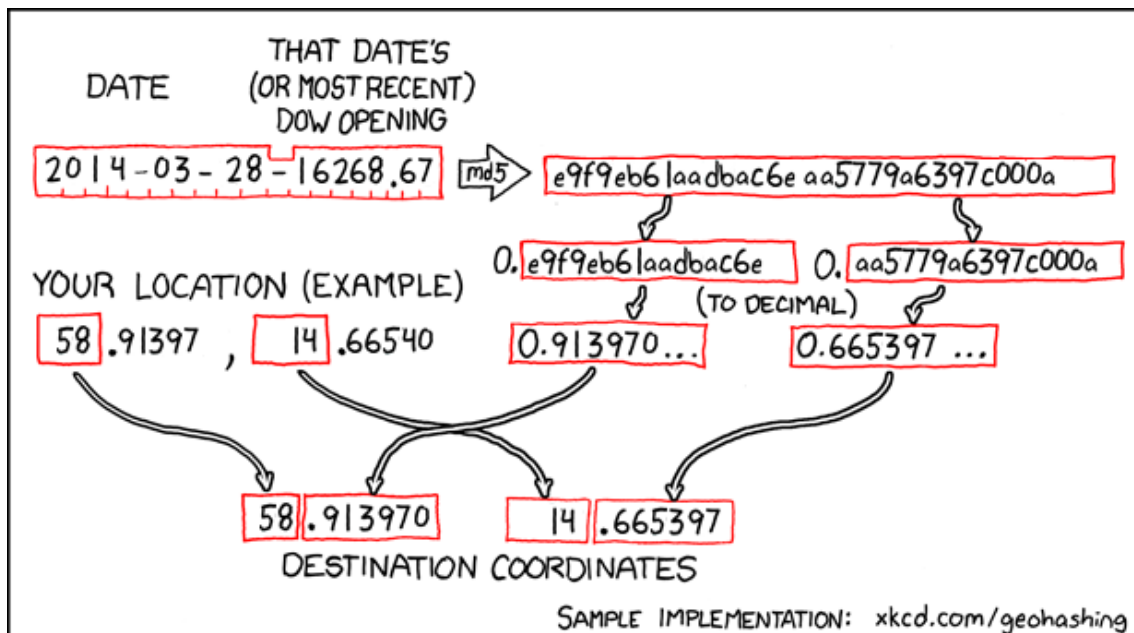 DATE
THAT DATE'S
(OR MOST RECENT)
DOW OPENING
2014-03-28-16268.67
md5
e9f9eb61aadbac6e aa5779a6397c000a
0. e9f9eb61aadbac6e
0. aa5779a6397c000a
(TO DECIMAL)
YOUR LOCATION (EXAMPLE)
58.91397, 14.66540
0.913970...
0.665397 ...
58.913970
14.665397
DESTINATION COORDINATES
SAMPLE IMPLEMENTATION: xkcd.com/geohashing